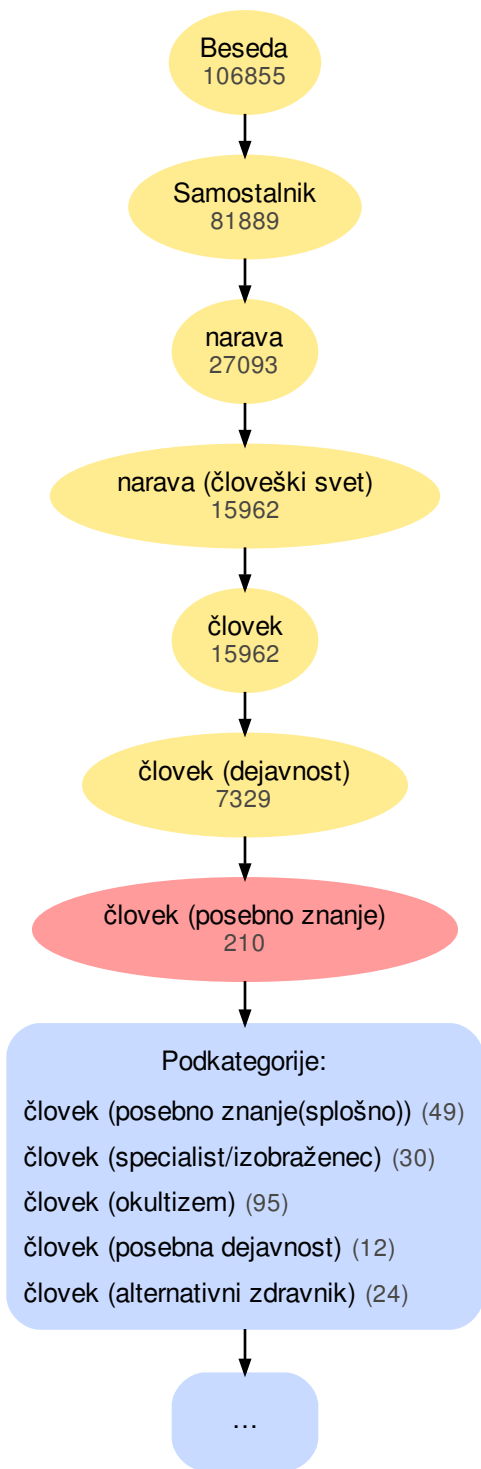 Beseda
106855
Samostalnik
81889
narava
27093
narava (človeški svet)
15962
človek
15962
človek (dejavnost)
7329
človek (posebno znanje)
210
Podkategorije:
človek (posebno znanje(splošno)) (49)
človek (specialist/izobraženec) (30)
človek (okultizem) (95)
človek (posebna dejavnost) (12)
človek (alternativni zdravnik) (24)
...